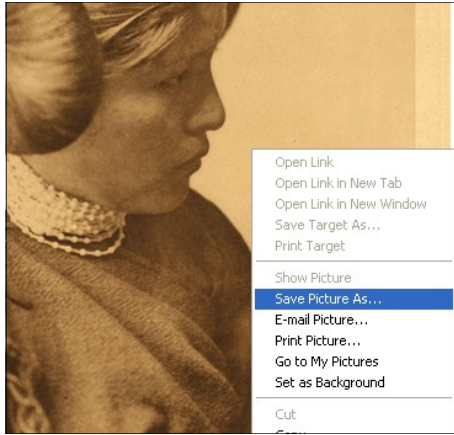 Open Link
Open Link in New Tab
Open Link in New Window
Save Target As...
Print Target
Show Picture
Save Picture As...
E-mail Picture...
Print Picture...
Go to My Pictures
Set as Background
Cut